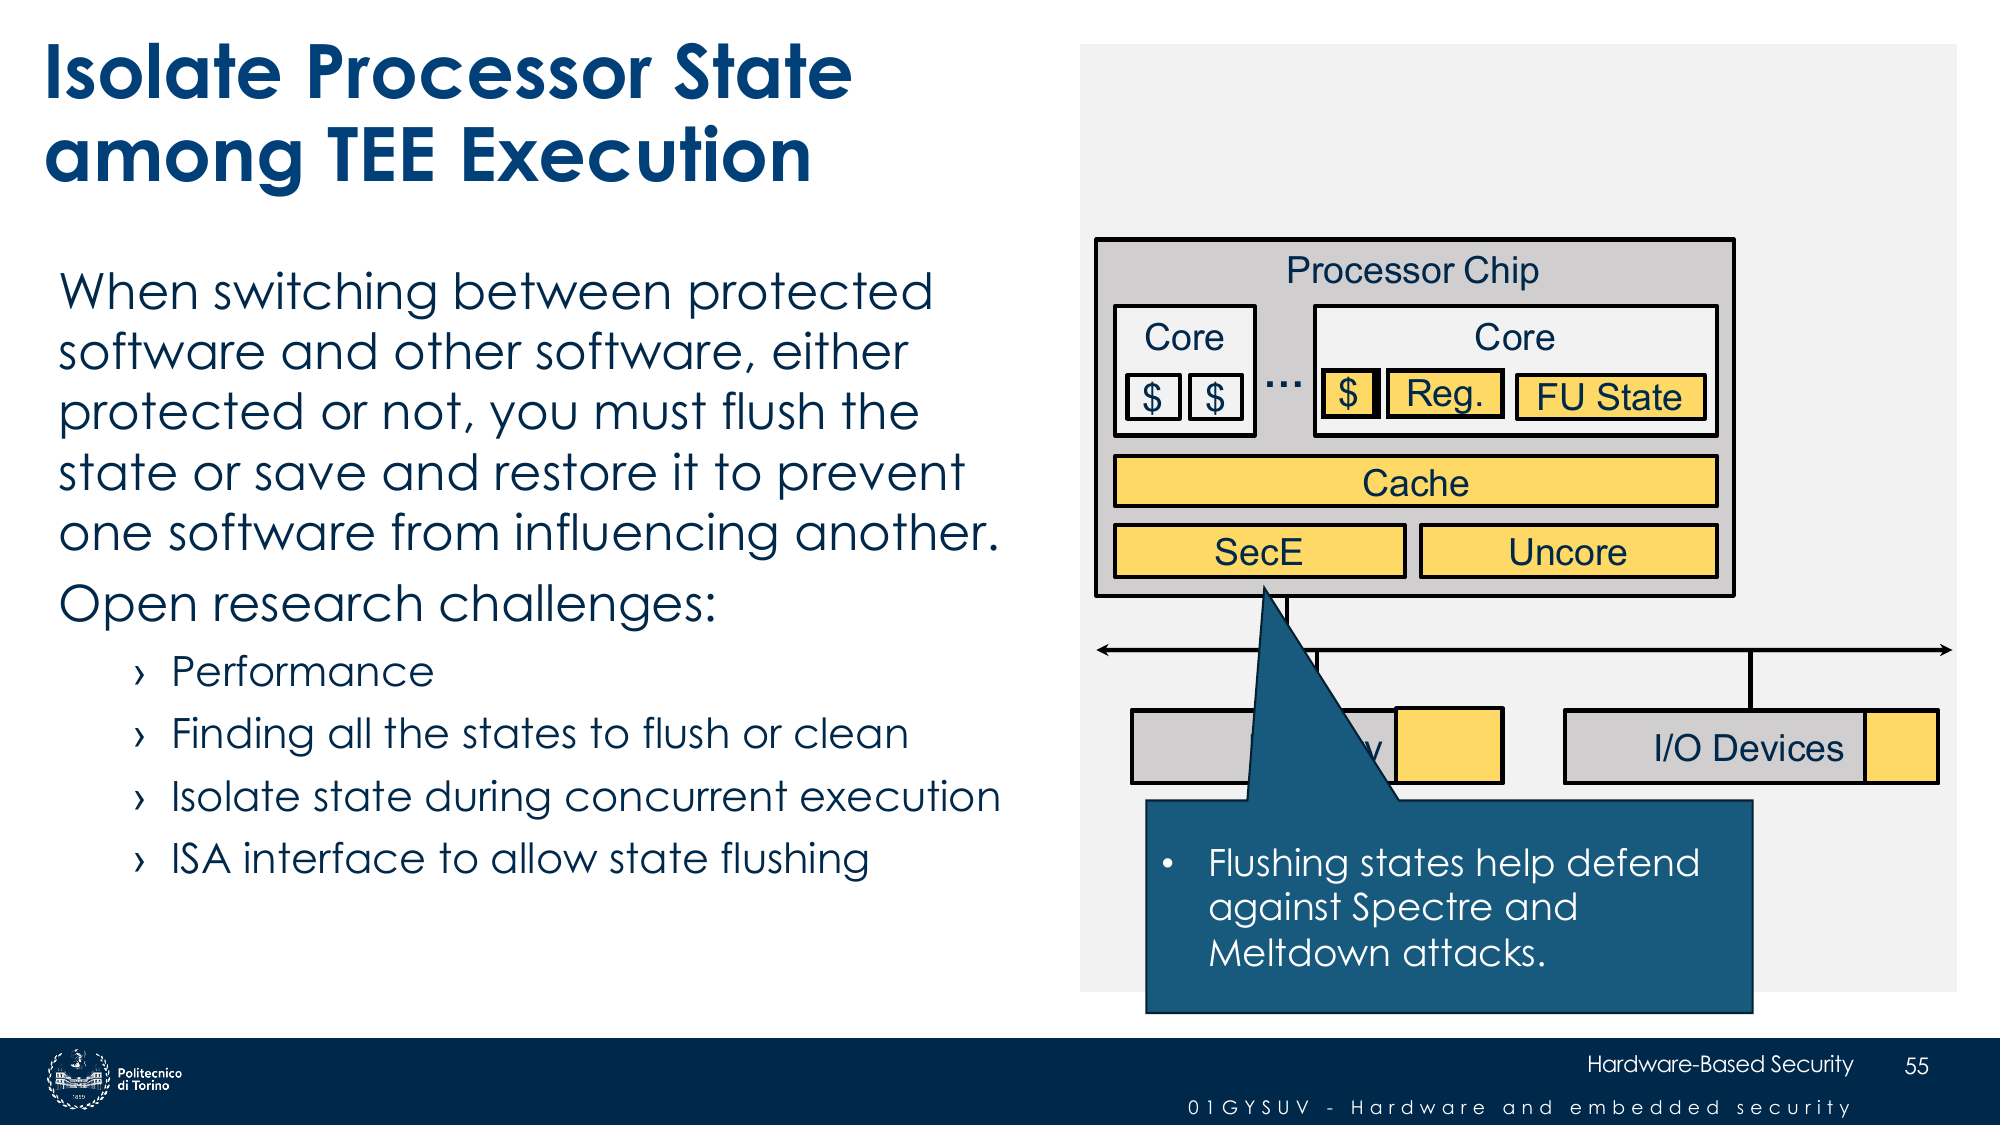 Isolate Processor State
among TEE Execution
When switching between protected
software and other software, either
protected or not, you must flush the
state or save and restore it to prevent
one software from influencing another.
Open research challenges:
› Performance
› Finding all the states to flush or clean
› Isolate state during concurrent execution
› ISA interface to allow state flushing
Processor Chip
Core
$ $
...
Core
$ Reg. FU State
Cache
SecE Uncore
I/O Devices
• Flushing states help defend
against Spectre and
Meltdown attacks.
Politecnico
di Torino
1859
Hardware-Based Security 55
01GYSUV - Hardware and embedded security